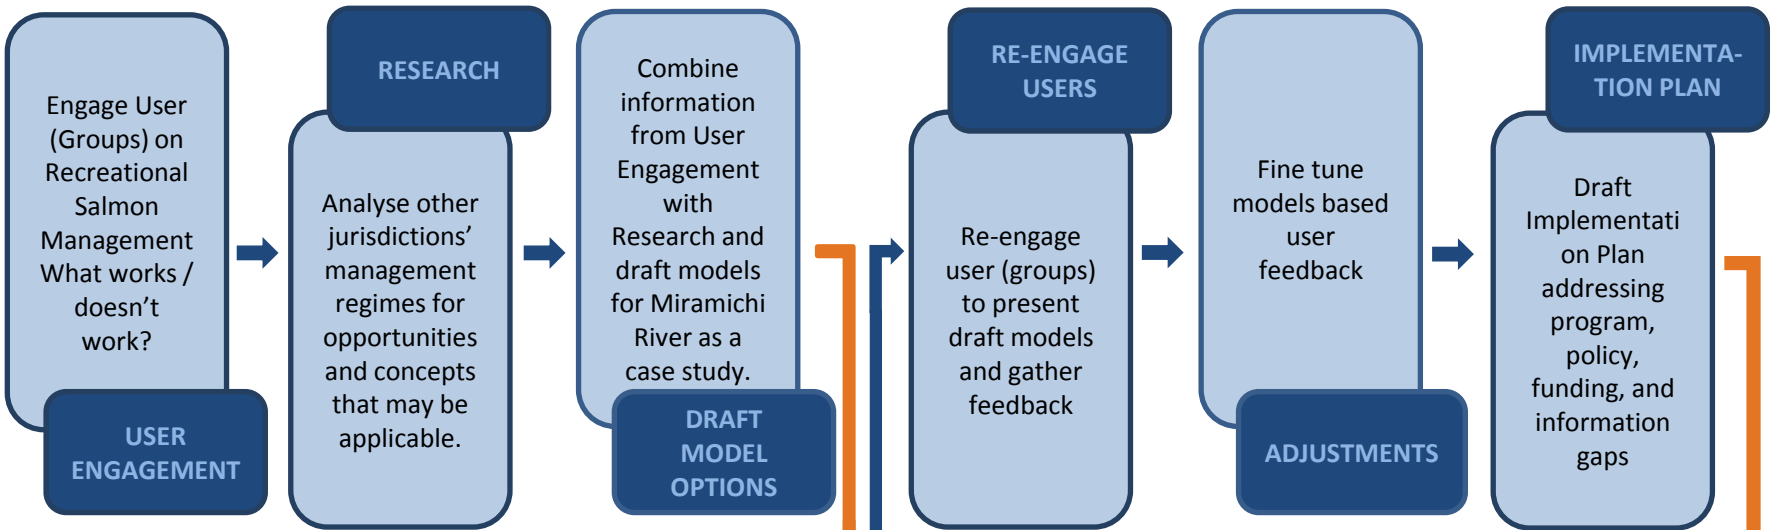 Engage User
(Groups) on
Recreational
Salmon
Management
What works /
doesn’t
work?
USER
ENGAGEMENT
RESEARCH
Analyse other
jurisdictions’
management
regimes for
opportunities
and concepts
that may be
applicable.
Combine
information
from User
Engagement
with
Research and
draft models
for Miramichi
River as a
case study.
DRAFT
MODEL
OPTIONS
RE-ENGAGE
USERS
Re-engage
user (groups)
to present
draft models
and gather
feedback
Fine tune
models based
user
feedback
ADJUSTMENTS
IMPLEMENTA-
TION PLAN
Draft
Implementati
on Plan
addressing
program,
policy,
funding, and
information
gaps